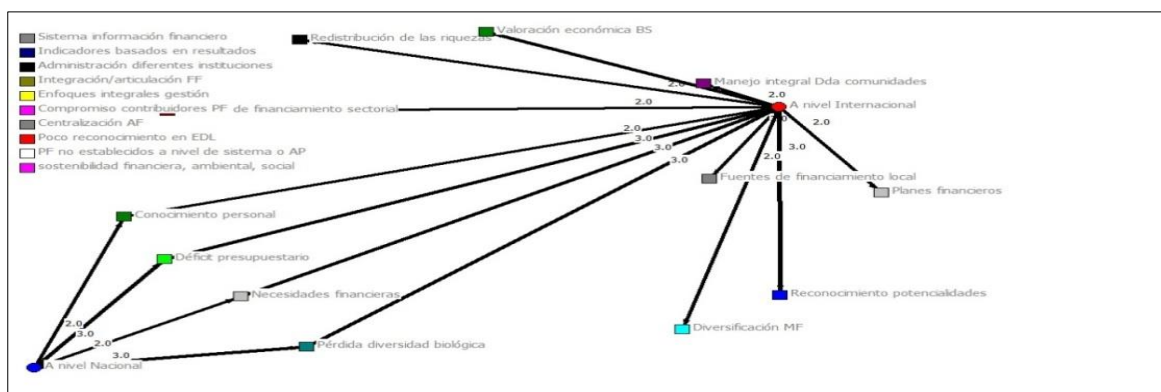 Sistema información financiero
Indicadores basados en resultados
Administración diferentes instituciones
Integración/articulación FF
Enfoques integrales gestión
Compromiso contribuidores PF de financiamiento sectorial
Centralización AF
Poco reconocimiento en EDL
PF no establecidos a nivel de sistema o AP
sostenibilidad financiera, ambiental, social
Redistribución de las riquezas
Valoración económica BS
Manejo integral Dda comunidades
2.0
2.0
A nivel Internacional
2.0
2.0
2.0
3.0
3.0
3.0
3.0
2.0
Fuentes de financiamiento local
Planes financieros
Conocimiento personal
Déficit presupuestario
Necesidades financieras
Reconocimiento potencialidades
Diversificación MF
Pérdida diversidad biológica
2.0
3.0
2.0
3.0
A nivel Nacional